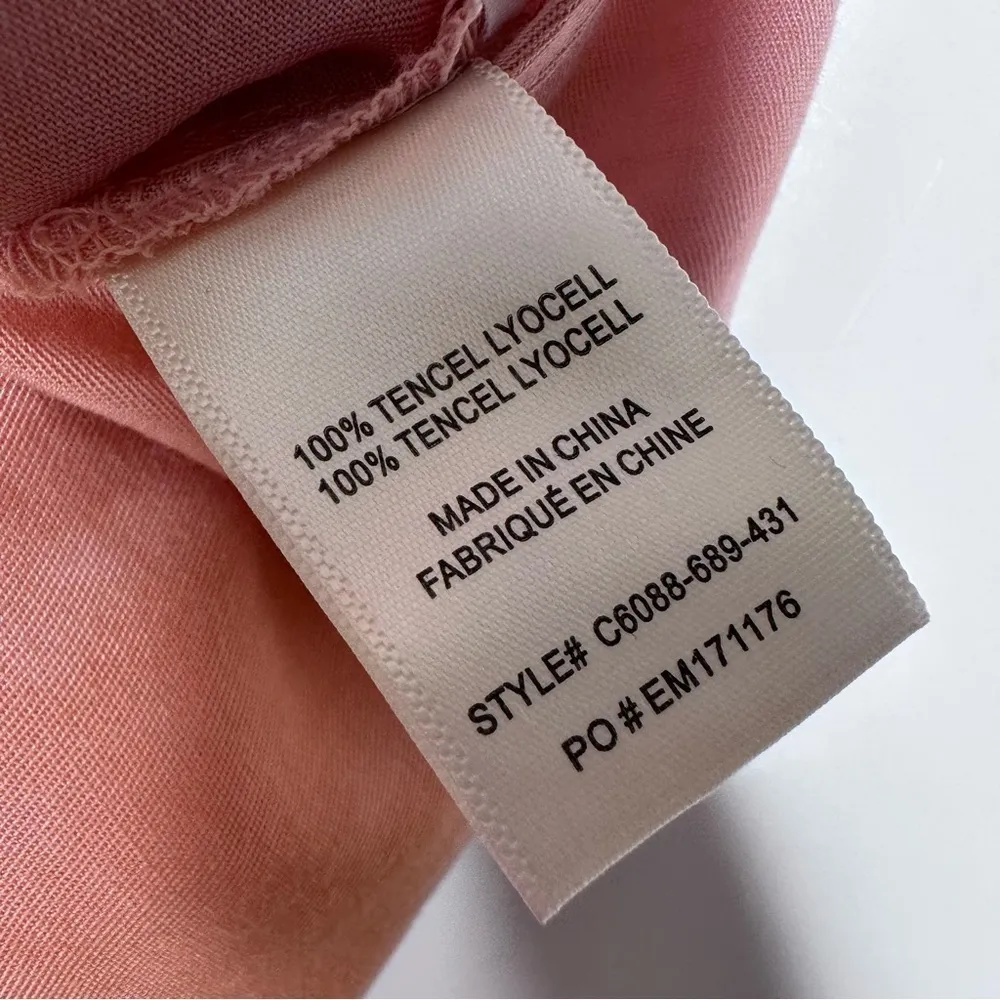 100% TENCEL LYOCELL
100% TENCEL LYOCELL
MADE IN CHINA
FABRIQUÉ EN CHINE
STYLE# C6088-689-431
PO # EM171176